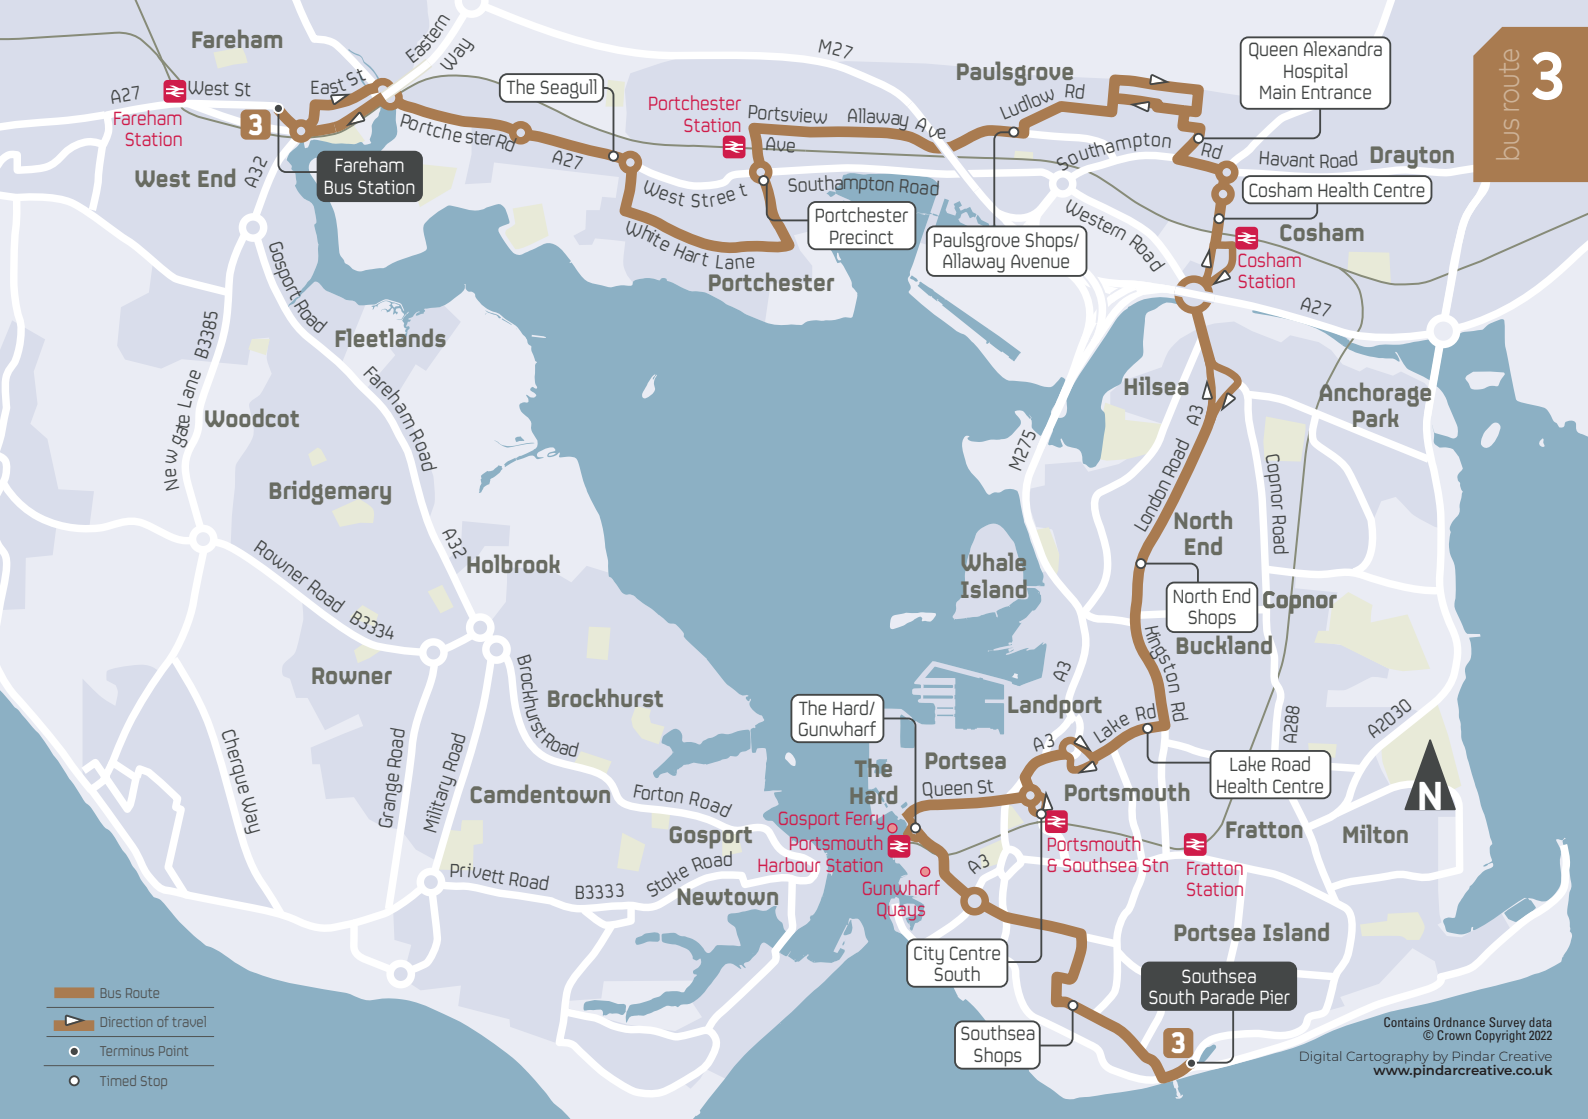 bus route
3
Fareham
Eastern
Way
M27
A27
West St
East St
Fareham
Station
3
Portchester Rd
A27
The Seagull
Fareham
Bus Station
West End
A32
Portchester
Station
Portsview
Ave
Allaway Ave
Paulsgrove
Ludlow Rd
Queen Alexandra
Hospital
Main Entrance
Southampton
Rd
Havant Road
Drayton
West Street
Southampton Road
White Hart Lane
Portchester
Precinct
Portchester
Paulsgrove Shops/
Allaway Avenue
Western Road
Cosham Health Centre
Cosham
Cosham
Station
A27
Gosport Road
Fleetlands
B3385
Newgate Lane
Woodcot
Fareham Road
Bridgemary
A32
Holbrook
Rowner Road
B3334
Rowner
Brockhurst
Brockhurst Road
Cherque Way
Grange Road
Military Road
Camdentown
Forton Road
Gosport
Privett Road
B3333
Stoke Road
Newtown
Hilsea
A3
Anchorage
Park
M275
London Road
Copnor Road
North
End
Whale
Island
North End
Shops
Copnor
Buckland
Kingston Rd
A3
Landport
Lake Rd
A3
A288
A2030
The Hard/
Gunwharf
Portsea
The
Hard
Queen St
Portsmouth
Lake Road
Health Centre
N
Gosport Ferry
Portsmouth
Harbour Station
Gunwharf
Quays
A3
Portsmouth
& Southsea Stn
Fratton
Fratton
Station
Milton
City Centre
South
Portsea Island
Southsea
South Parade Pier
Southsea
Shops
3
Bus Route
Direction of travel
Terminus Point
Timed Stop
Contains Ordnance Survey data
© Crown Copyright 2022
Digital Cartography by Pindar Creative
www.pindarcreative.co.uk